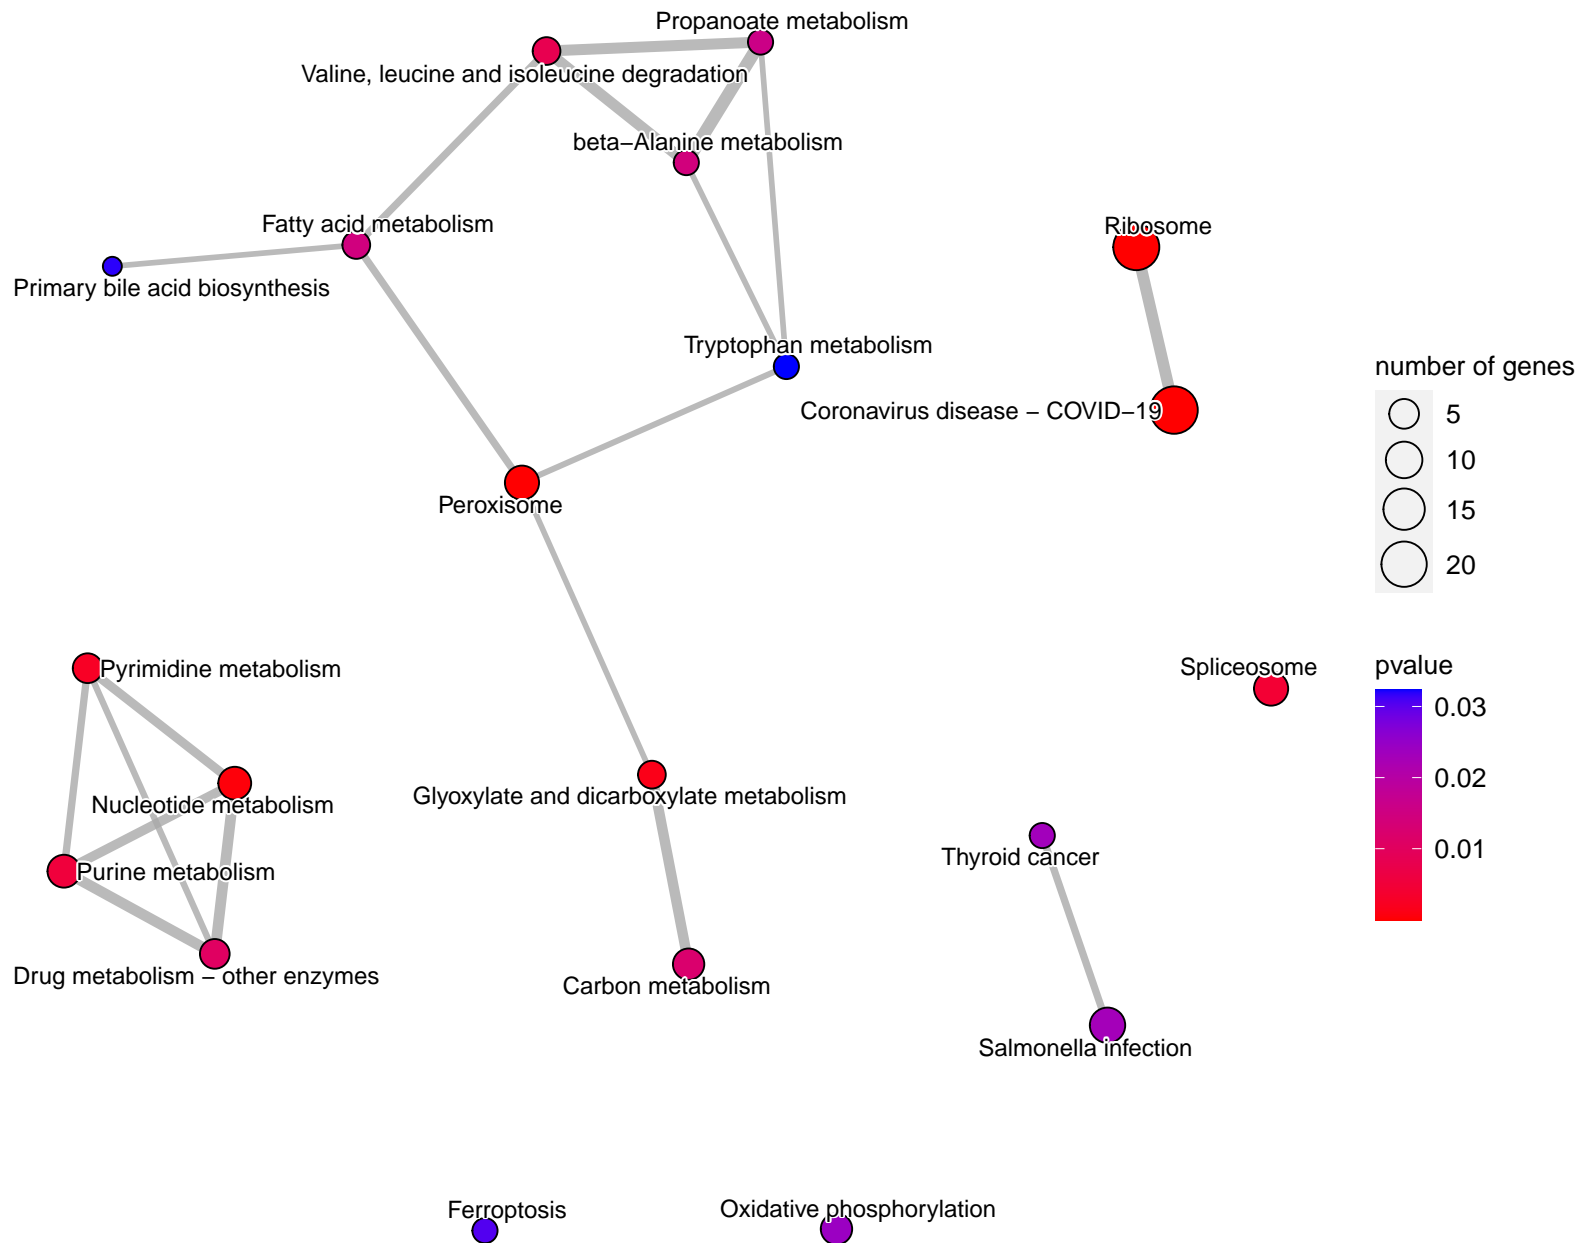 Propanoate metabolism
Valine, leucine and isoleucine degradation
beta−Alanine metabolism
Fatty acid metabolism
Primary bile acid biosynthesis
Ribosome
Tryptophan metabolism
Coronavirus disease − COVID−19
Peroxisome
number of genes
5
10
15
20
Pyrimidine metabolism
Spliceosome
pvalue
0.03
0.02
0.01
Nucleotide metabolism
Glyoxylate and dicarboxylate metabolism
Thyroid cancer
Purine metabolism
Drug metabolism − other enzymes
Carbon metabolism
Salmonella infection
Ferroptosis
Oxidative phosphorylation